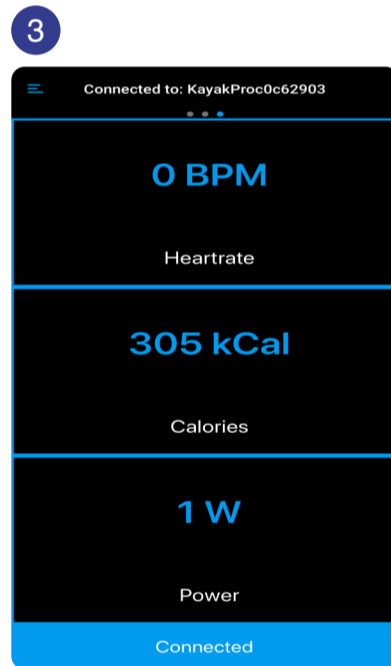 3
Connected to: KayakProc0c62903
0 BPM
Heartrate
305 kCal
Calories
1 W
Power
Connected